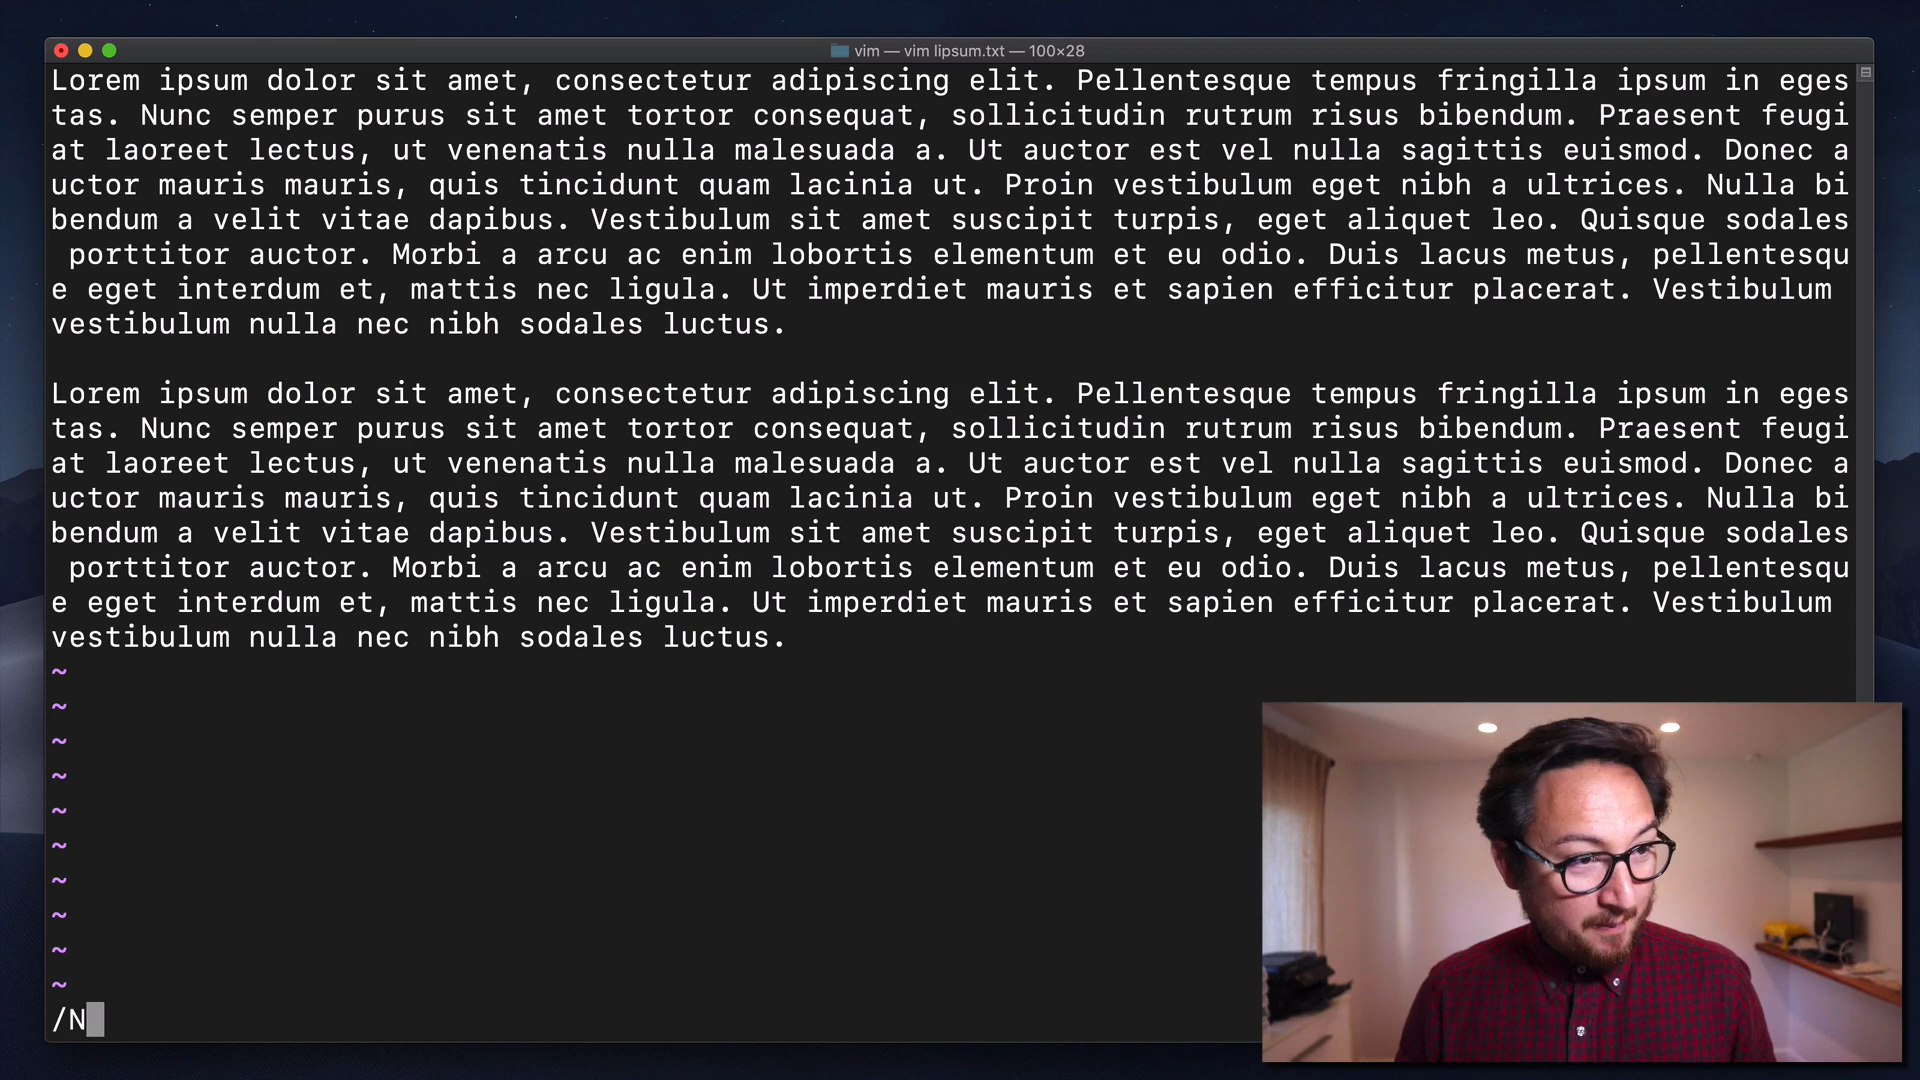 vim — vim lipsum.txt — 100×28
Lorem ipsum dolor sit amet, consectetur adipiscing elit. Pellentesque tempus fringilla ipsum in eges
tas. Nunc semper purus sit amet tortor consequat, sollicitudin rutrum risus bibendum. Praesent feugi
at laoreet lectus, ut venenatis nulla malesuada a. Ut auctor est vel nulla sagittis euismod. Donec a
uctor mauris mauris, quis tincidunt quam lacinia ut. Proin vestibulum eget nibh a ultrices. Nulla bi
bendum a velit vitae dapibus. Vestibulum sit amet suscipit turpis, eget aliquet leo. Quisque sodales
porttitor auctor. Morbi a arcu ac enim lobortis elementum et eu odio. Duis lacus metus, pellentesqu
e eget interdum et, mattis nec ligula. Ut imperdiet mauris et sapien efficitur placerat. Vestibulum
vestibulum nulla nec nibh sodales luctus.

Lorem ipsum dolor sit amet, consectetur adipiscing elit. Pellentesque tempus fringilla ipsum in eges
tas. Nunc semper purus sit amet tortor consequat, sollicitudin rutrum risus bibendum. Praesent feugi
at laoreet lectus, ut venenatis nulla malesuada a. Ut auctor est vel nulla sagittis euismod. Donec a
uctor mauris mauris, quis tincidunt quam lacinia ut. Proin vestibulum eget nibh a ultrices. Nulla bi
bendum a velit vitae dapibus. Vestibulum sit amet suscipit turpis, eget aliquet leo. Quisque sodales
porttitor auctor. Morbi a arcu ac enim lobortis elementum et eu odio. Duis lacus metus, pellentesqu
e eget interdum et, mattis nec ligula. Ut imperdiet mauris et sapien efficitur placerat. Vestibulum
vestibulum nulla nec nibh sodales luctus.
~
~
~
~
~
~
~
~
~
~
/N